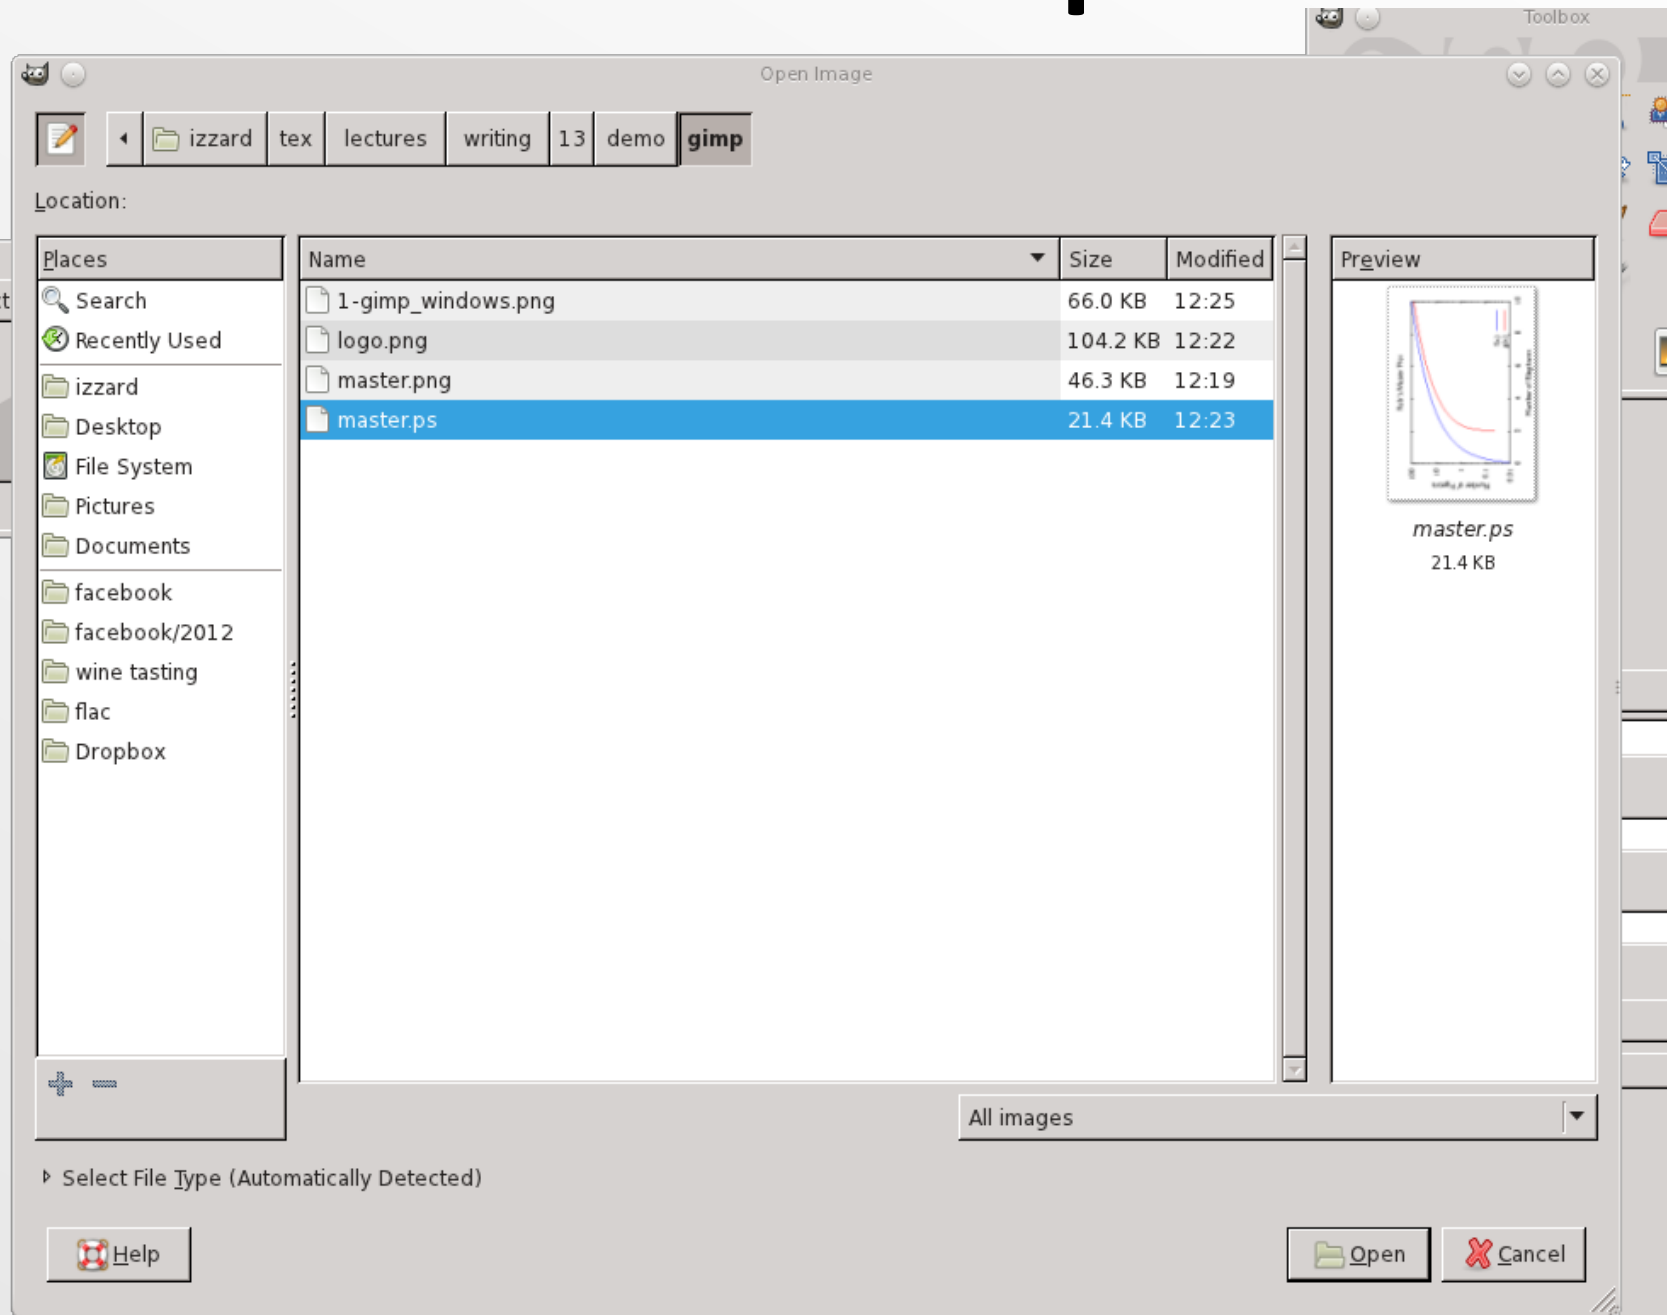 Toolbox
Open Image
izzard tex lectures writing 13 demo gimp
Location:
Places
Search
Recently Used
izzard
Desktop
File System
Pictures
Documents
facebook
facebook/2012
wine tasting
flac
Dropbox
Name Size Modified
1-gimp_windows.png 66.0 KB 12:25
logo.png 104.2 KB 12:22
master.png 46.3 KB 12:19
master.ps 21.4 KB 12:23
Preview
master.ps
21.4 KB
All images
Select File Type (Automatically Detected)
Help
Open
Cancel